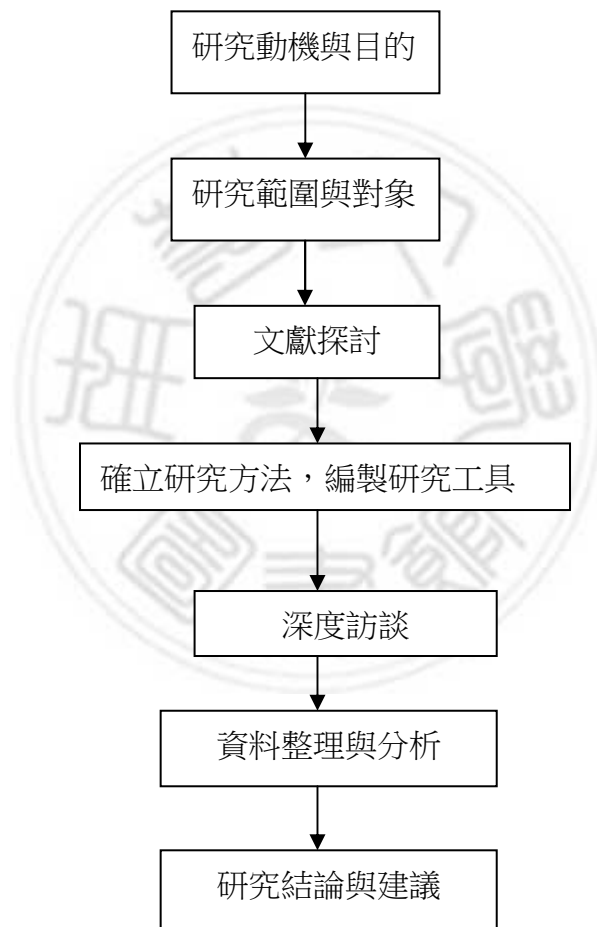 研究動機與目的
研究範圍與對象
文獻探討
確立研究方法，編製研究工具
深度訪談
資料整理與分析
研究結論與建議